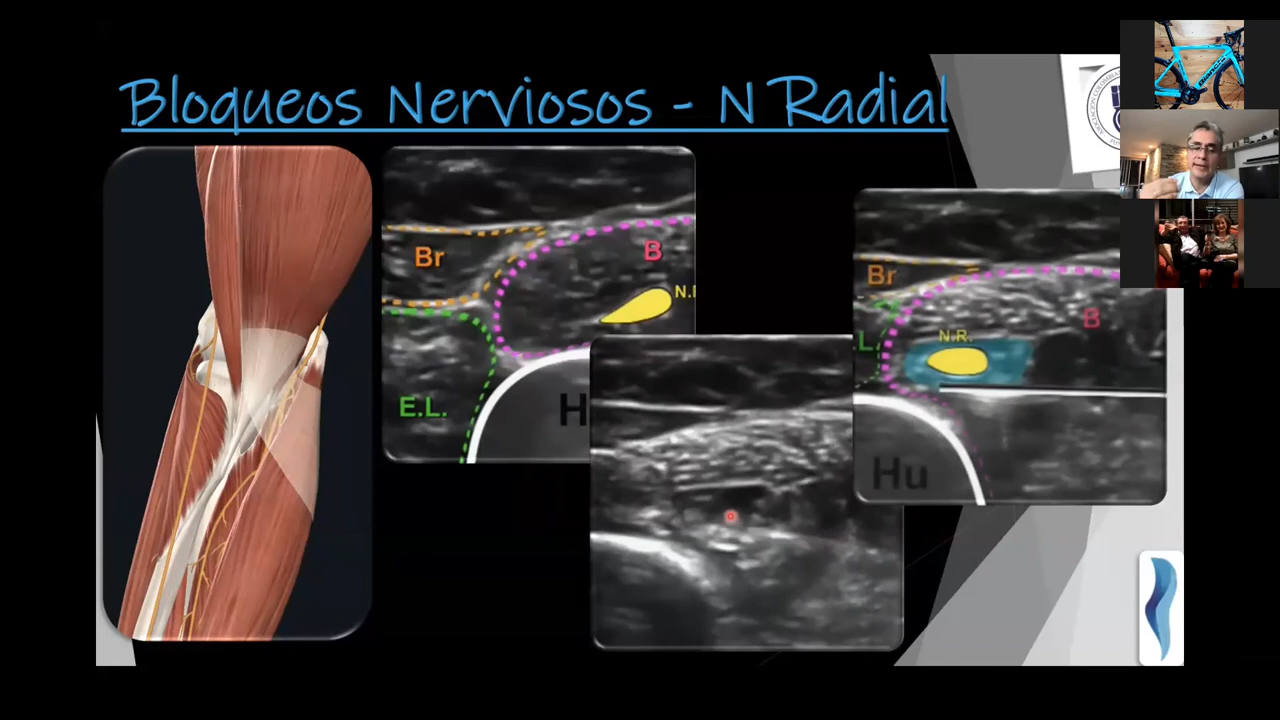 Bloqueos Nerviosos - N Radial
Br
B
N.
E.L.
H
Br
B
N.R.
L.
Hu